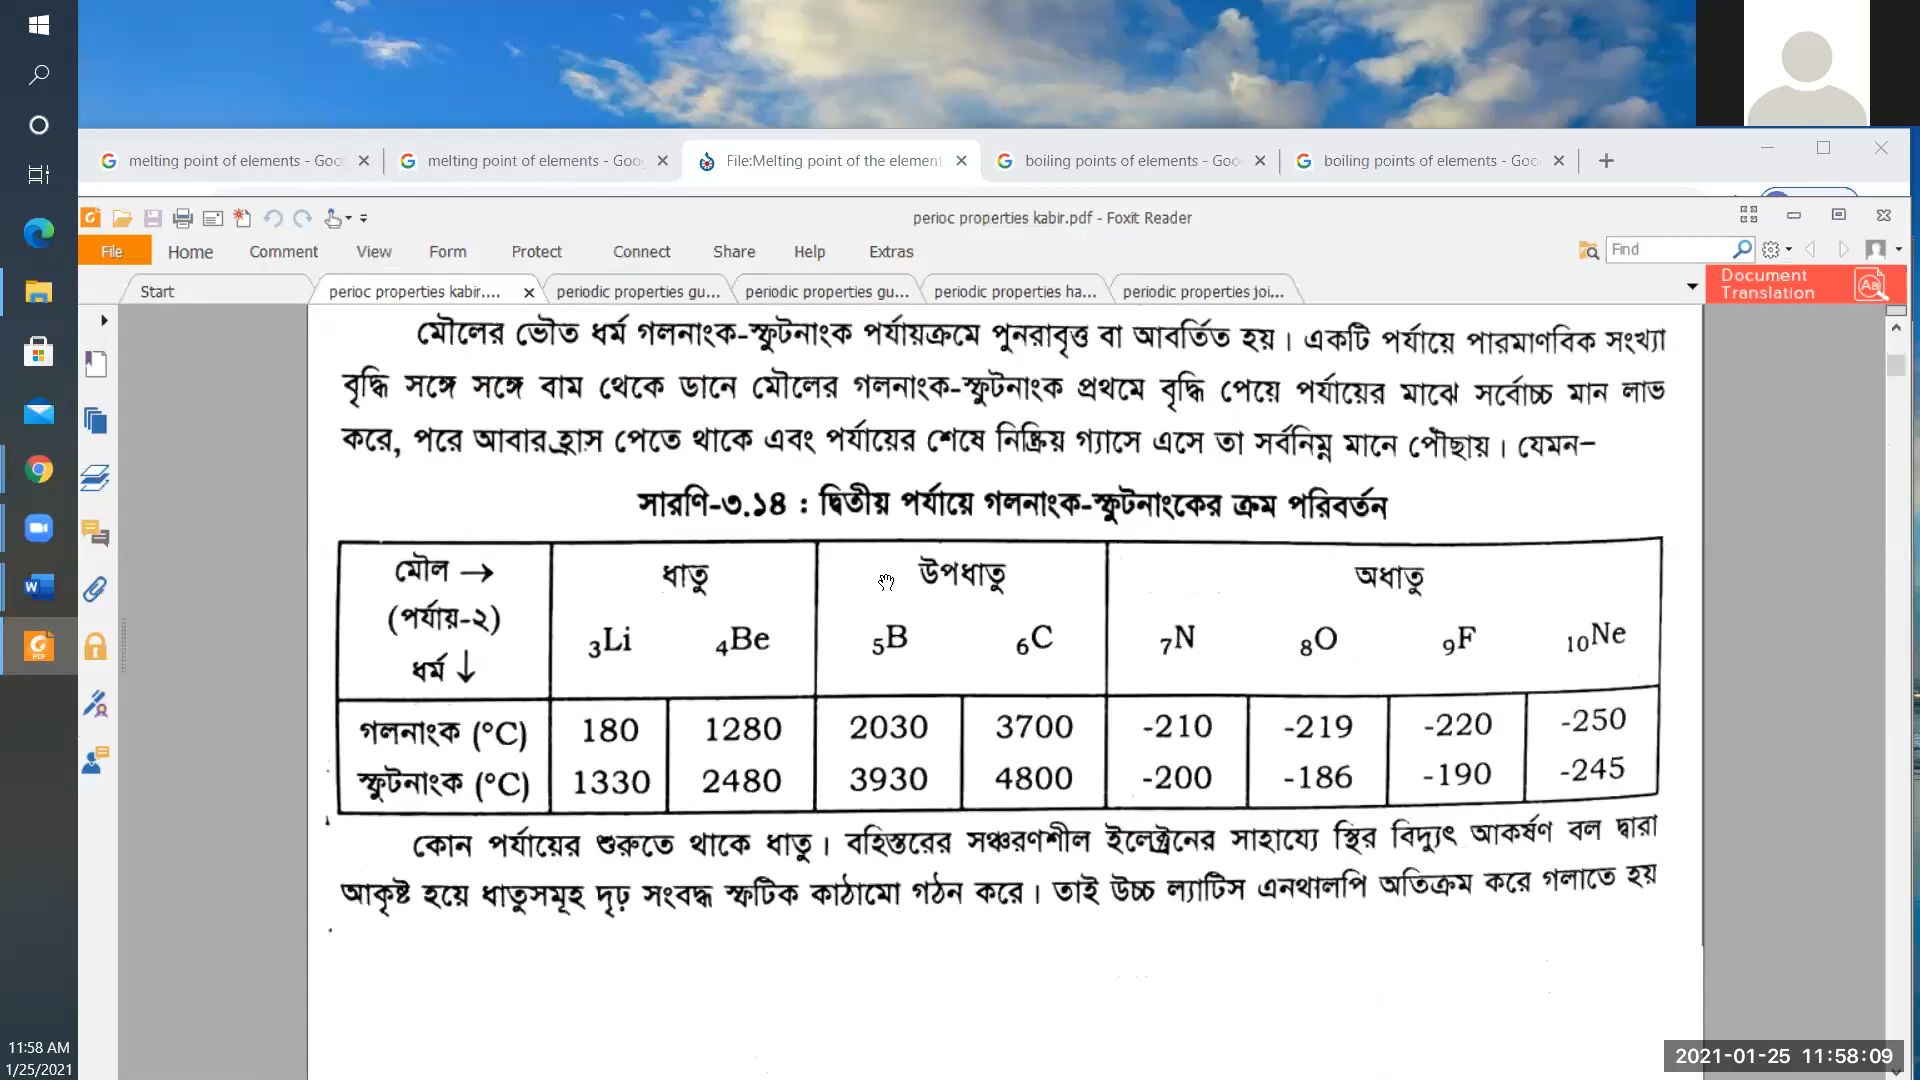 melting point of elements - Goo
melting point of elements - Goo
File:Melting point of the element
boiling points of elements - Goo
boiling points of elements - Goo
perioc properties kabir.pdf - Foxit Reader
File Home Comment View Form Protect Connect Share Help Extras
Find
Start
perioc properties kabir....
periodic properties gu...
periodic properties gu...
periodic properties ha...
periodic properties joi...
Document
Translation
মৌলের ভৌত ধর্ম গলনাংক-স্ফুটনাংক পর্যায়ক্রমে পুনরাবৃত্ত বা আবর্তিত হয়। একটি পর্যায়ে পারমাণবিক সংখ্যা
বৃদ্ধি সঙ্গে সঙ্গে বাম থেকে ডানে মৌলের গলনাংক-স্ফুটনাংক প্রথমে বৃদ্ধি পেয়ে পর্যায়ের মাঝে সর্বোচ্চ মান লাভ
করে, পরে আবার হ্রাস পেতে থাকে এবং পর্যায়ের শেষে নিষ্ক্রিয় গ্যাসে এসে তা সর্বনিম্ন মানে পৌঁছায়। যেমন–
সারণি-৩.১৪ : দ্বিতীয় পর্যায়ে গলনাংক-স্ফুটনাংকের ক্রম পরিবর্তন
মৌল → ধাতু উপধাতু অধাতু
(পর্যায়-২) ₃Li ₄Be ₅B ₆C ₇N ₈O ₉F ₁₀Ne
ধর্ম ↓
গলনাংক (°C) 180 1280 2030 3700 -210 -219 -220 -250
স্ফুটনাংক (°C) 1330 2480 3930 4800 -200 -186 -190 -245
কোন পর্যায়ের শুরুতে থাকে ধাতু। বহিস্তরের সঞ্চরণশীল ইলেক্ট্রনের সাহায্যে স্থির বিদ্যুৎ আকর্ষণ বল দ্বারা
আকৃষ্ট হয়ে ধাতুসমূহ দৃঢ় সংবদ্ধ স্ফটিক কাঠামো গঠন করে। তাই উচ্চ ল্যাটিস এনথালপি অতিক্রম করে গলাতে হয়
11:58 AM
1/25/2021
2021-01-25 11:58:09